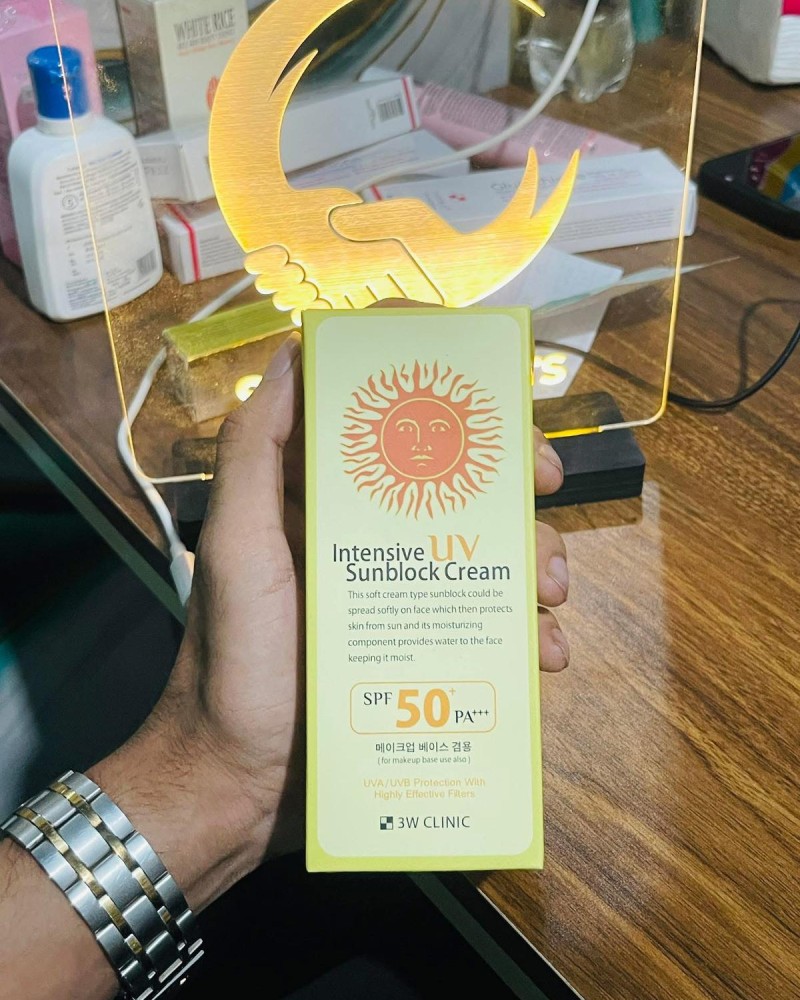 WHITE RICE
Intensive UV
Sunblock Cream
This soft cream type sunblock could be
spread softly on face which then protects
skin from sun and its moisturizing
component provides water to the face
keeping it moist.
SPF 50+ PA+++
메이크업 베이스 겸용
( for makeup base use also )
UVA/UVB Protection With
Highly Effective Filters
3W CLINIC